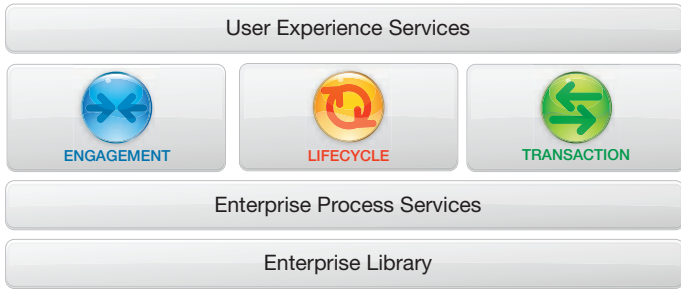 User Experience Services
ENGAGEMENT
LIFECYCLE
TRANSACTION
Enterprise Process Services
Enterprise Library